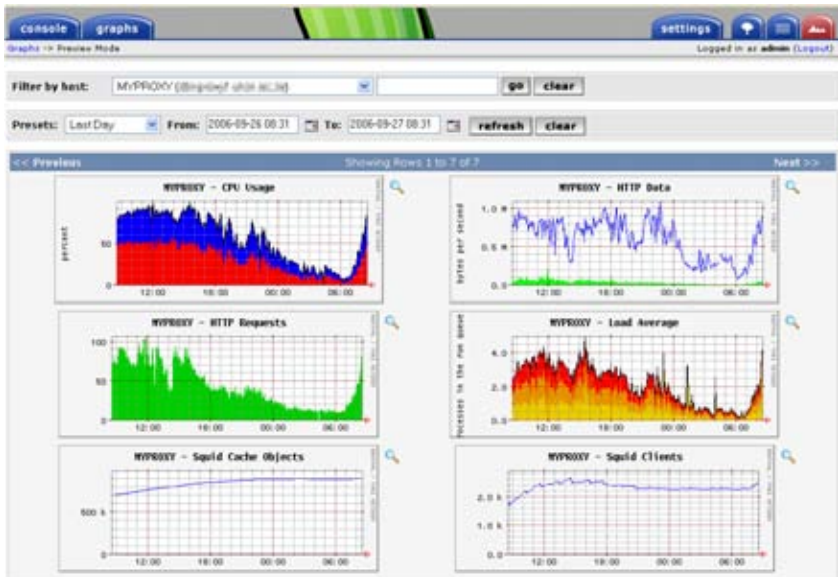 console graphs settings
Graphs -> Preview Mode Logged in as admin (Logout)
Filter by host: MYPROXY go clear
Presets: Last Day From: 2006-09-26 08:31 To: 2006-09-27 08:31 refresh clear
<< Previous Showing Rows 1 to 7 of 7 Next >>
MYPROXY - CPU Usage
percent
50
0
12:00 18:00 00:00 06:00
MYPROXY - HTTP Data
bytes per second
1.0 M
0.5 M
0.0
12:00 18:00 00:00 06:00
MYPROXY - HTTP Requests
100
50
0
12:00 18:00 00:00 06:00
MYPROXY - Load Average
rocesses in the run queue
4.0
2.0
0.0
12:00 18:00 00:00 06:00
MYPROXY - Squid Cache Objects
500 k
0
12:00 18:00 00:00 06:00
MYPROXY - Squid Clients
2.0 k
1.0 k
0.0
12:00 18:00 00:00 06:00